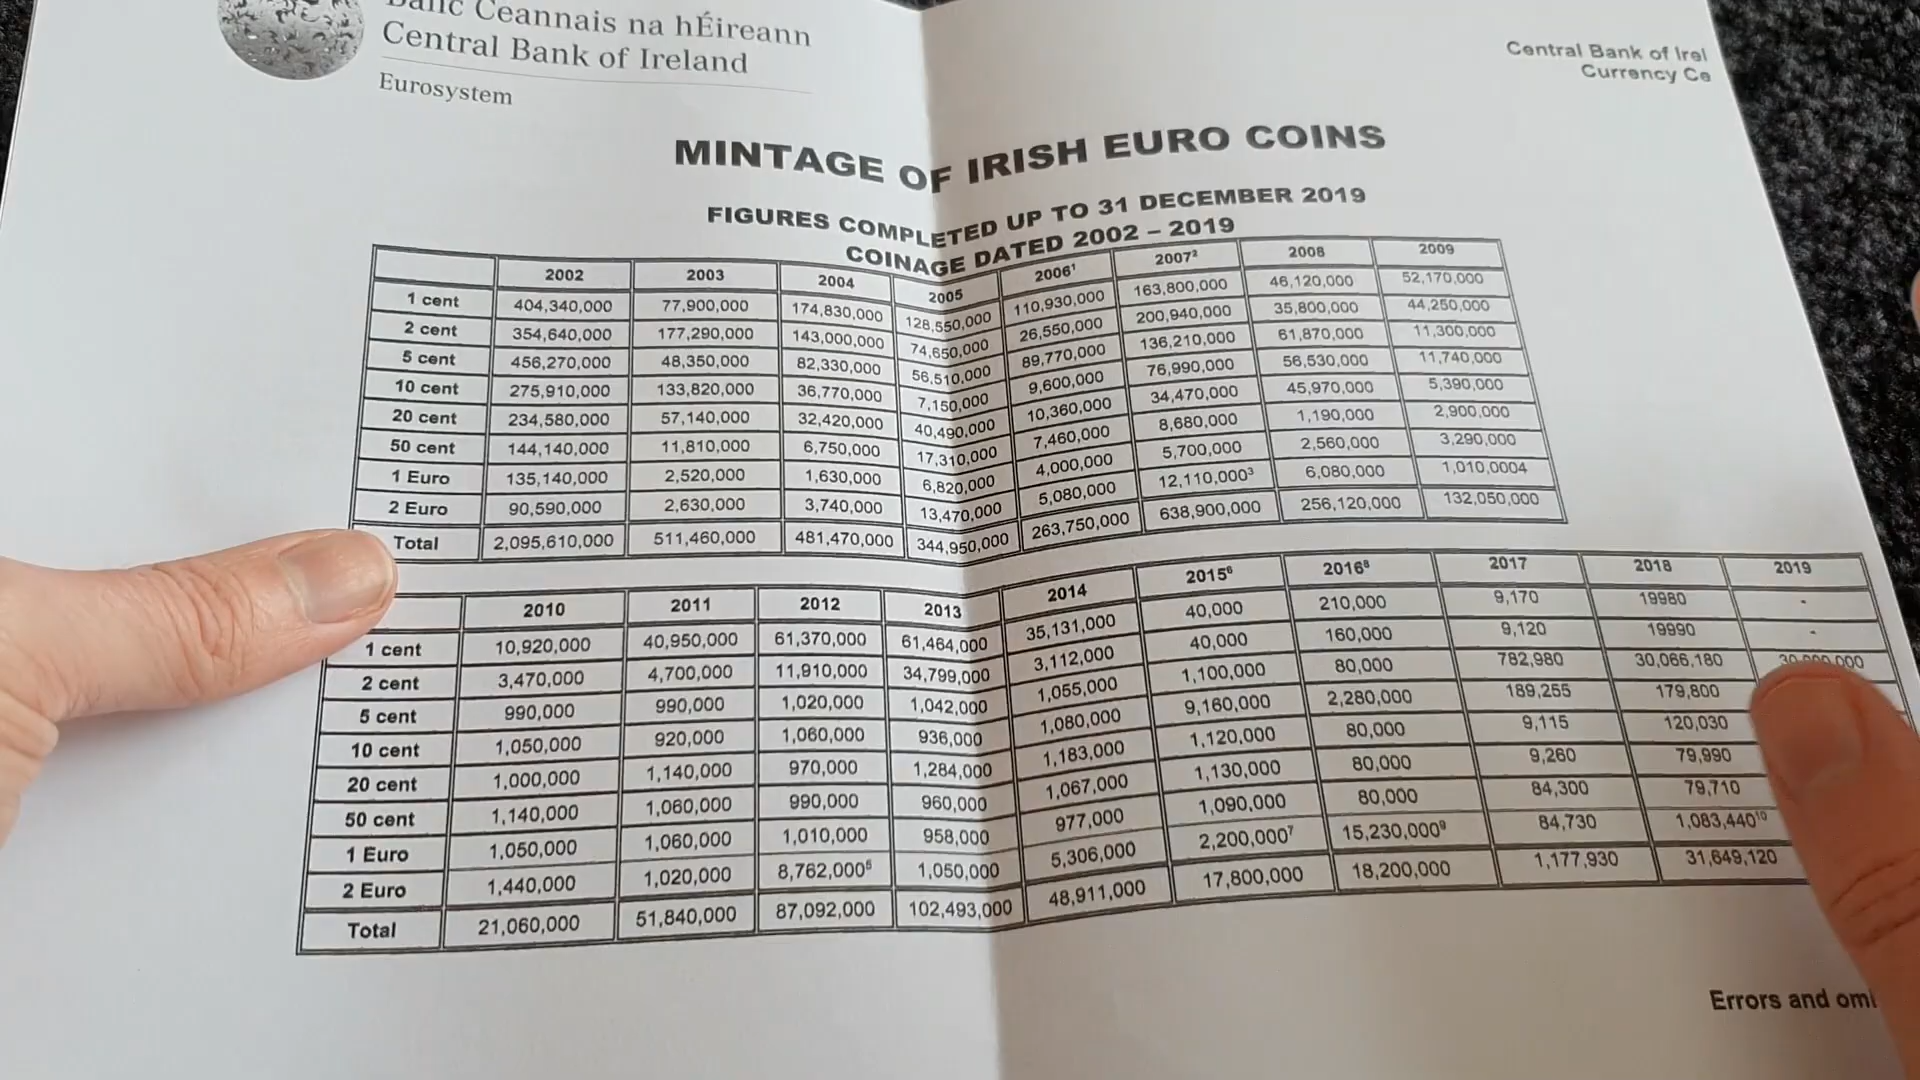 Banc Ceannais na hÉireann
Central Bank of Ireland
Eurosystem
Central Bank of Irel
Currency Ce
MINTAGE OF IRISH EURO COINS
FIGURES COMPLETED UP TO 31 DECEMBER 2019
COINAGE DATED 2002 – 2019
2002 2003 2004 2005 2006¹ 2007² 2008 2009
1 cent 404,340,000 77,900,000 174,830,000 128,550,000 110,930,000 163,800,000 46,120,000 52,170,000
2 cent 354,640,000 177,290,000 143,000,000 74,650,000 26,550,000 200,940,000 35,800,000 44,250,000
5 cent 456,270,000 48,350,000 82,330,000 56,510,000 89,770,000 136,210,000 61,870,000 11,300,000
10 cent 275,910,000 133,820,000 36,770,000 7,150,000 9,600,000 76,990,000 56,530,000 11,740,000
20 cent 234,580,000 57,140,000 32,420,000 40,490,000 10,360,000 34,470,000 45,970,000 5,390,000
50 cent 144,140,000 11,810,000 6,750,000 17,310,000 7,460,000 8,680,000 1,190,000 2,900,000
1 Euro 135,140,000 2,520,000 1,630,000 6,820,000 4,000,000 5,700,000 2,560,000 3,290,000
2 Euro 90,590,000 2,630,000 3,740,000 13,470,000 5,080,000 12,110,000³ 6,080,000 1,010,0004
Total 2,095,610,000 511,460,000 481,470,000 344,950,000 263,750,000 638,900,000 256,120,000 132,050,000
2010 2011 2012 2013 2014 2015⁶ 2016⁸ 2017 2018 2019
1 cent 10,920,000 40,950,000 61,370,000 61,464,000 35,131,000 40,000 210,000 9,170 19980 -
2 cent 3,470,000 4,700,000 11,910,000 34,799,000 3,112,000 40,000 160,000 9,120 19990 -
5 cent 990,000 990,000 1,020,000 1,042,000 1,055,000 1,100,000 80,000 782,980 30,066,180 30,000,000
10 cent 1,050,000 920,000 1,060,000 936,000 1,080,000 9,160,000 2,280,000 189,255 179,800
20 cent 1,000,000 1,140,000 970,000 1,284,000 1,183,000 1,120,000 80,000 9,115 120,030
50 cent 1,140,000 1,060,000 990,000 960,000 1,067,000 1,130,000 80,000 9,260 79,990
1 Euro 1,050,000 1,060,000 1,010,000 958,000 977,000 1,090,000 80,000 84,300 79,710
2 Euro 1,440,000 1,020,000 8,762,000⁵ 1,050,000 5,306,000 2,200,000⁷ 15,230,000⁹ 84,730 1,083,440¹⁰
Total 21,060,000 51,840,000 87,092,000 102,493,000 48,911,000 17,800,000 18,200,000 1,177,930 31,649,120
Errors and omi